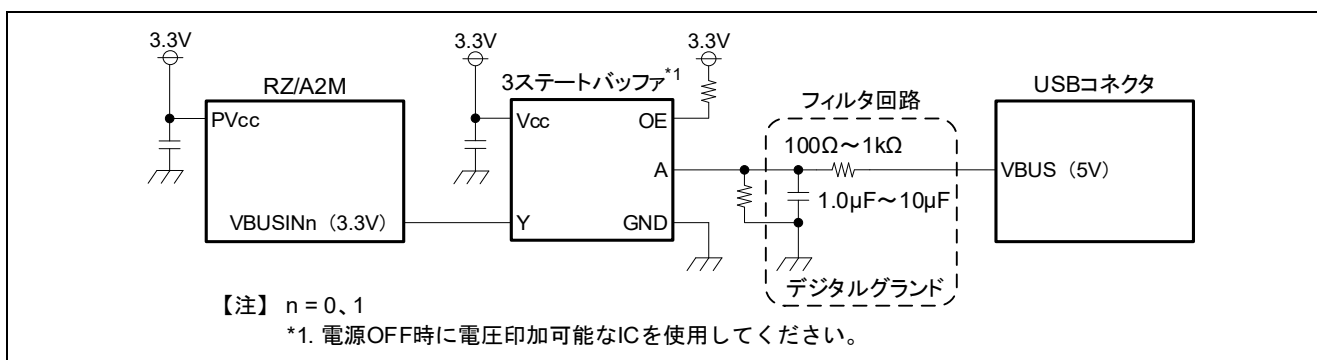 3.3V
3.3V
3.3V
RZ/A2M
3ステートバッファ*1
フィルタ回路
USBコネクタ
PVcc
Vcc
OE
100Ω～1kΩ
A
VBUS（5V）
1.0µF～10µF
VBUSINn（3.3V）
Y
GND
デジタルグランド
【注】 n = 0、1
*1. 電源OFF時に電圧印加可能なICを使用してください。